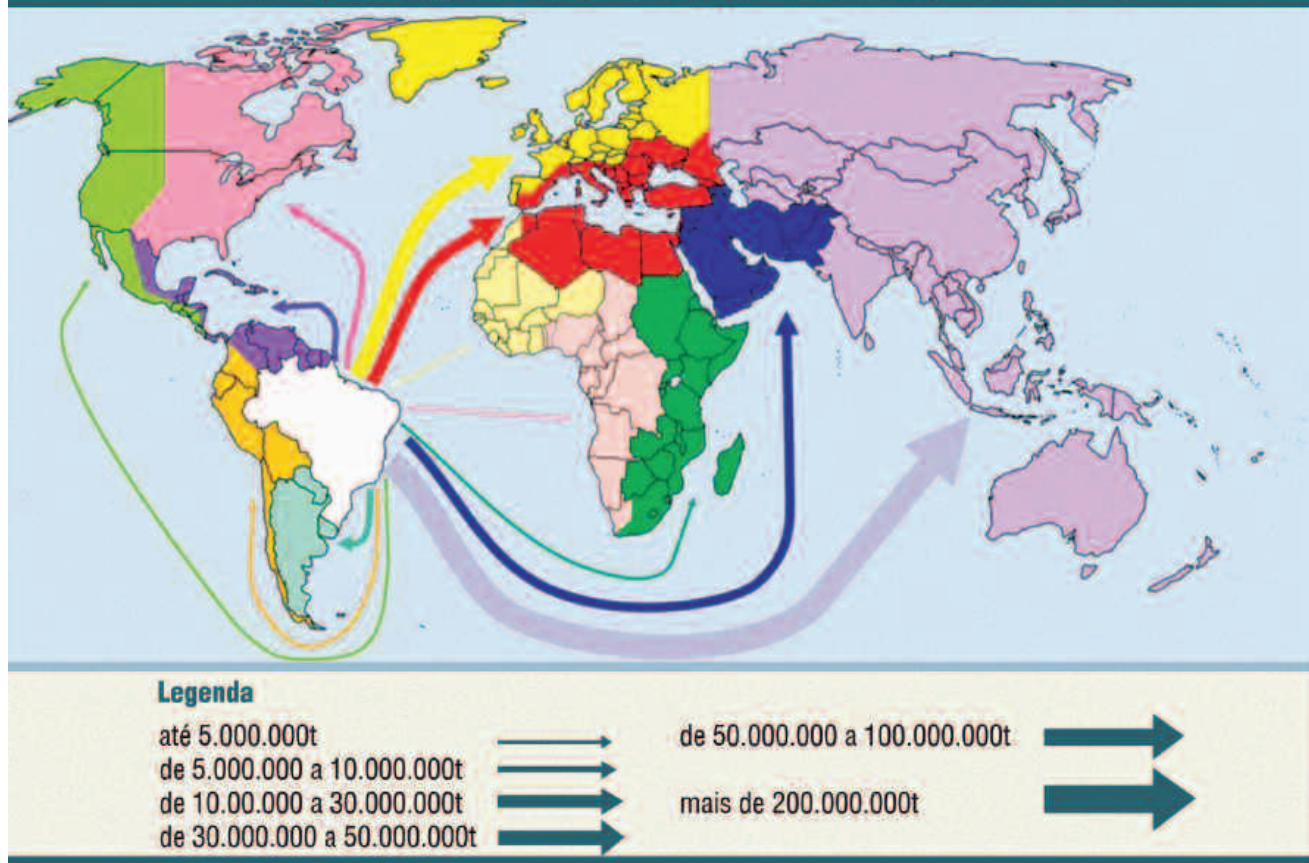 Legenda
até 5.000.000t
de 5.000.000 a 10.000.000t
de 10.00.000 a 30.000.000t
de 30.000.000 a 50.000.000t
de 50.000.000 a 100.000.000t
mais de 200.000.000t